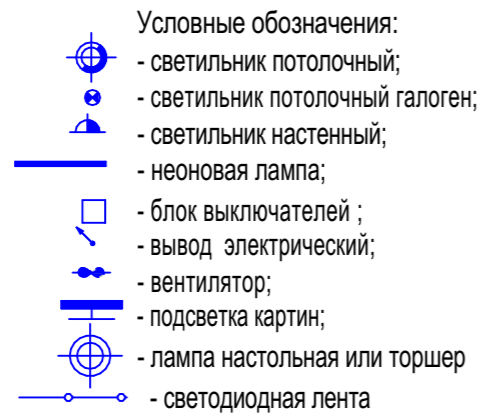 Условные обозначения:
- светильник потолочный;
- светильник потолочный галоген;
- светильник настенный;
- неоновая лампа;
- блок выключателей ;
- вывод электрический;
- вентилятор;
- подсветка картин;
- лампа настольная или торшер
- светодиодная лента